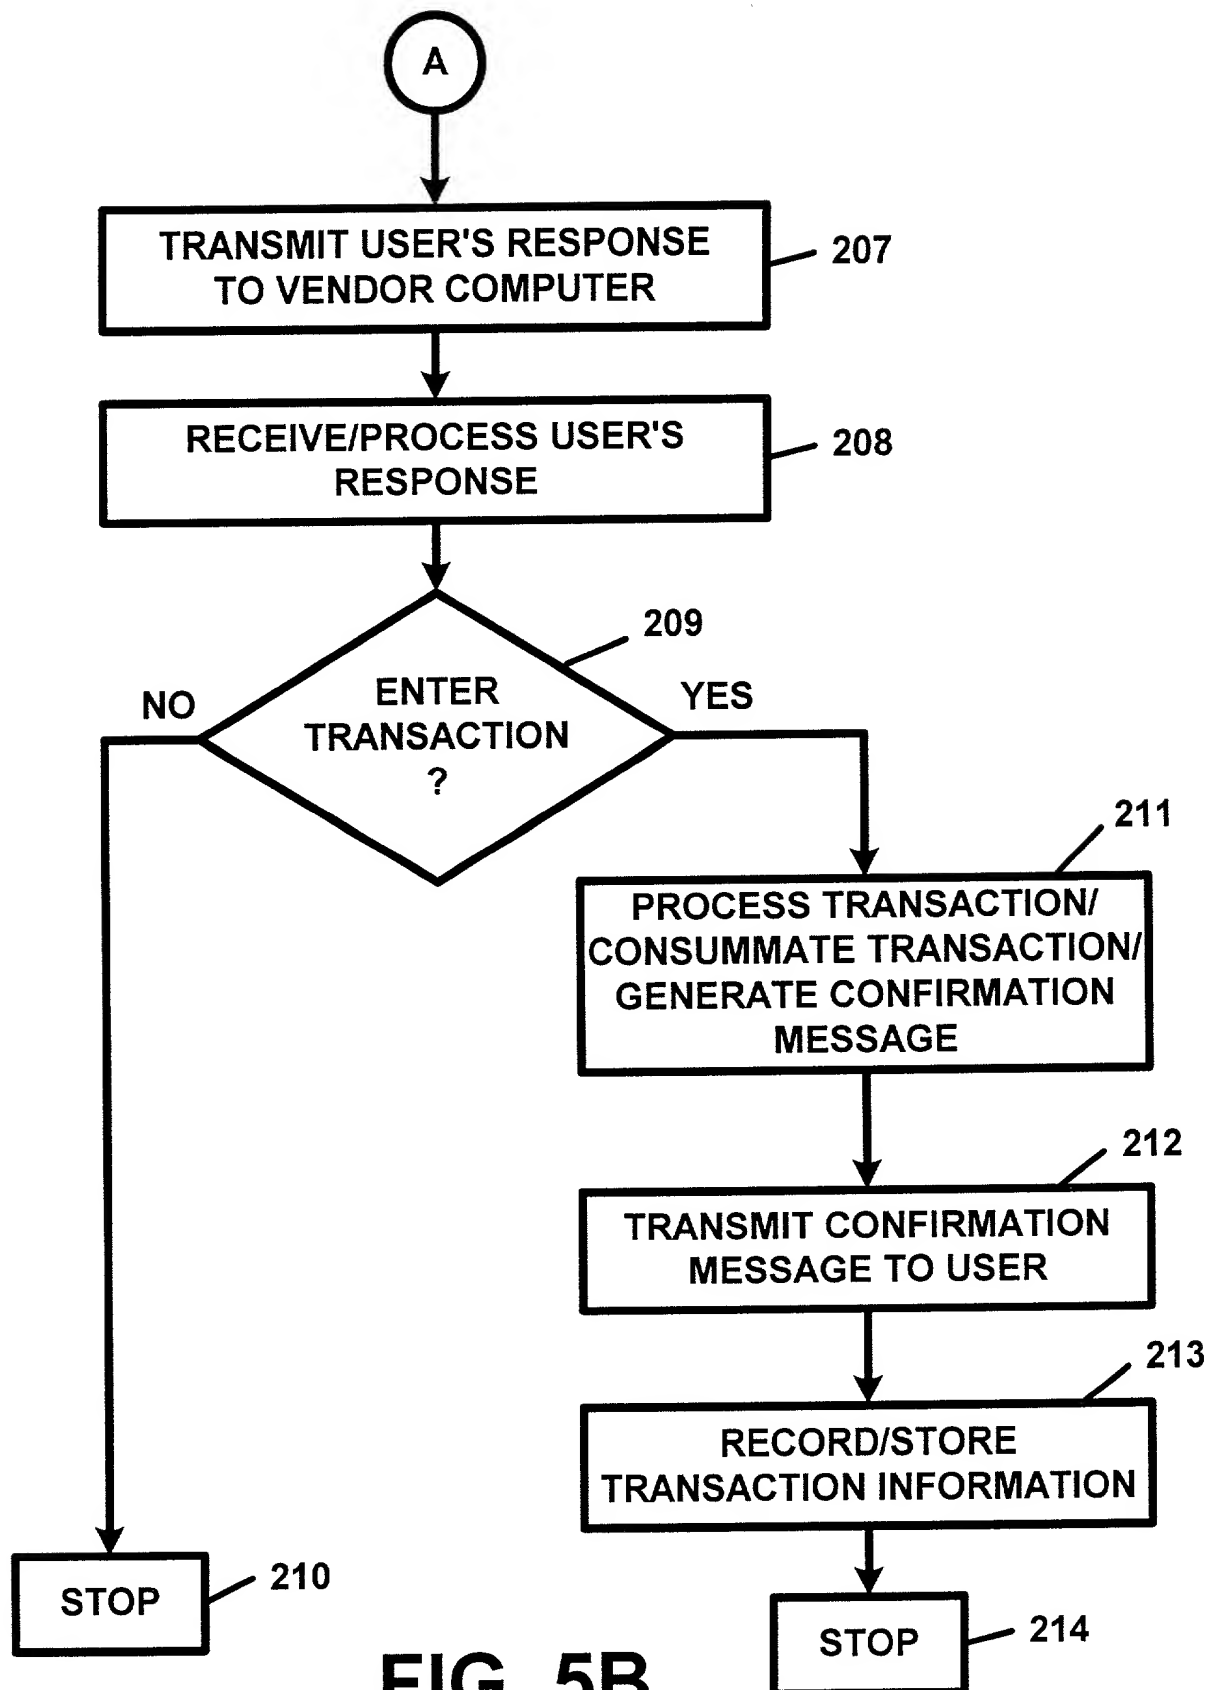 A
TRANSMIT USER'S RESPONSE
TO VENDOR COMPUTER
207
RECEIVE/PROCESS USER'S
RESPONSE
208
209
ENTER
TRANSACTION
?
NO
YES
211
PROCESS TRANSACTION/
CONSUMMATE TRANSACTION/
GENERATE CONFIRMATION
MESSAGE
212
TRANSMIT CONFIRMATION
MESSAGE TO USER
213
RECORD/STORE
TRANSACTION INFORMATION
STOP
210
STOP
214
FIG. 5B